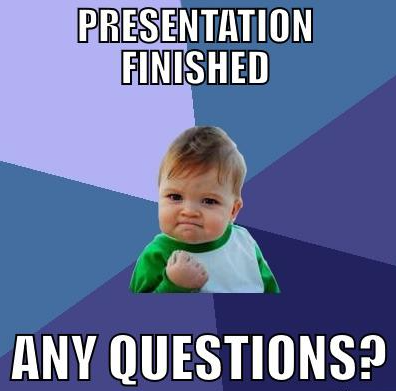 PRESENTATION
FINISHED
ANY QUESTIONS?